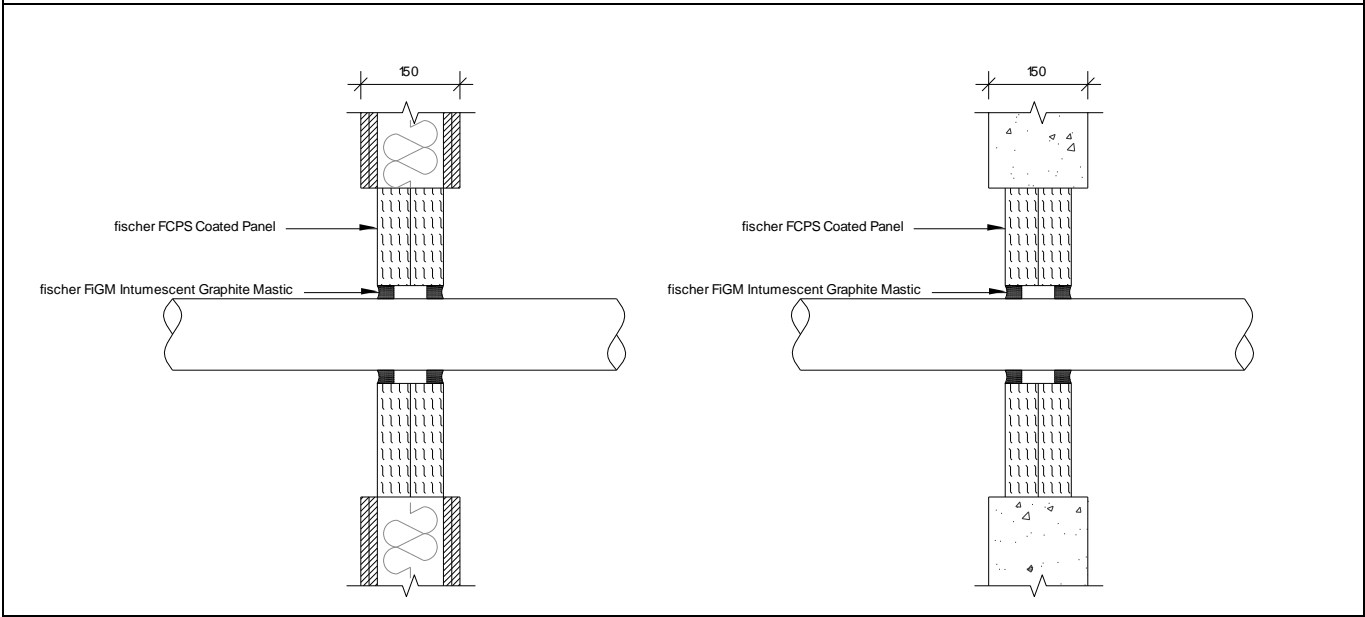 150
150
fischer FCPS Coated Panel
fischer FCPS Coated Panel
fischer FiGM Intumescent Graphite Mastic
fischer FiGM Intumescent Graphite Mastic